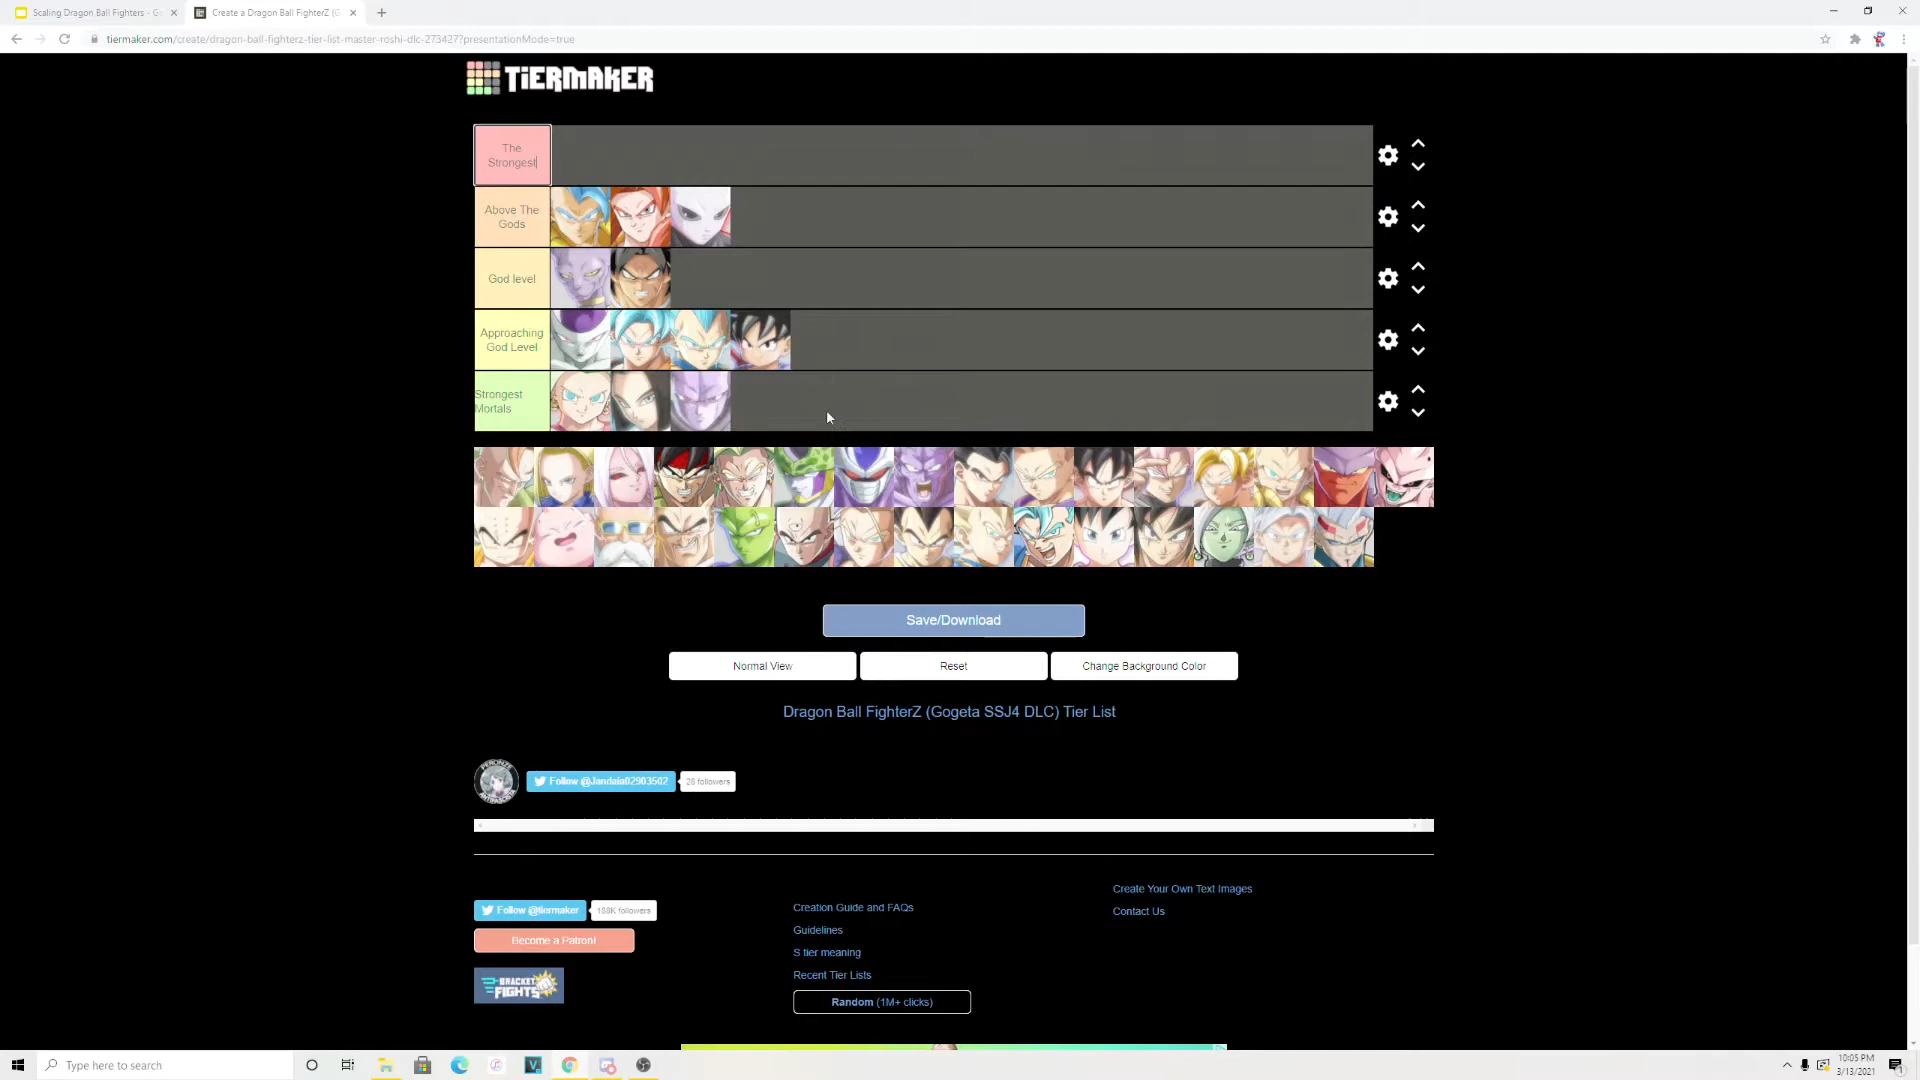 Scaling Dragon Ball Fighters - Go
Create a Dragon Ball FighterZ (G
tiermaker.com/create/dragon-ball-fighterz-tier-list-master-roshi-dlc-273427?presentationMode=true
TiERMAKER
The
Strongest
Above The
Gods
God level
Approaching
God Level
Strongest
Mortals
Save/Download
Normal View
Reset
Change Background Color
Dragon Ball FighterZ (Gogeta SSJ4 DLC) Tier List
Follow @Jandaia02903502
28 followers
Follow @tiermaker
Become a Patron!
BRACKET
FIGHTS
Creation Guide and FAQs
Guidelines
S tier meaning
Recent Tier Lists
Random (1M+ clicks)
Create Your Own Text Images
Contact Us
Type here to search
10:05 PM
3/13/2021